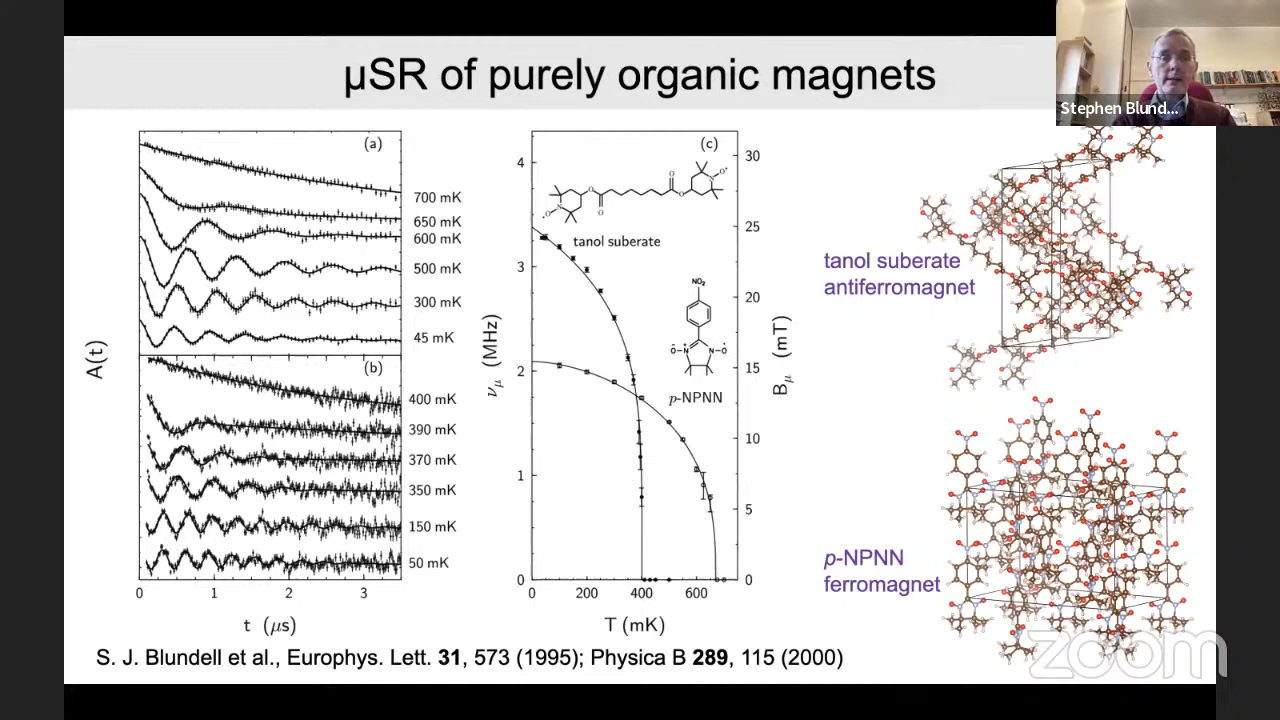 µSR of purely organic magnets
Stephen Blund...
(a)
700 mK
650 mK
600 mK
500 mK
300 mK
45 mK
(b)
400 mK
390 mK
370 mK
350 mK
150 mK
50 mK
A(t)
0 1 2 3
t (µs)
(c)
4
3
2
1
0
νμ (MHz)
30
25
20
15
10
5
0
Bμ (mT)
0 200 400 600
T (mK)
tanol suberate
NO₂
p-NPNN
tanol suberate
antiferromagnet
p-NPNN
ferromagnet
S. J. Blundell et al., Europhys. Lett. 31, 573 (1995); Physica B 289, 115 (2000)
zoom